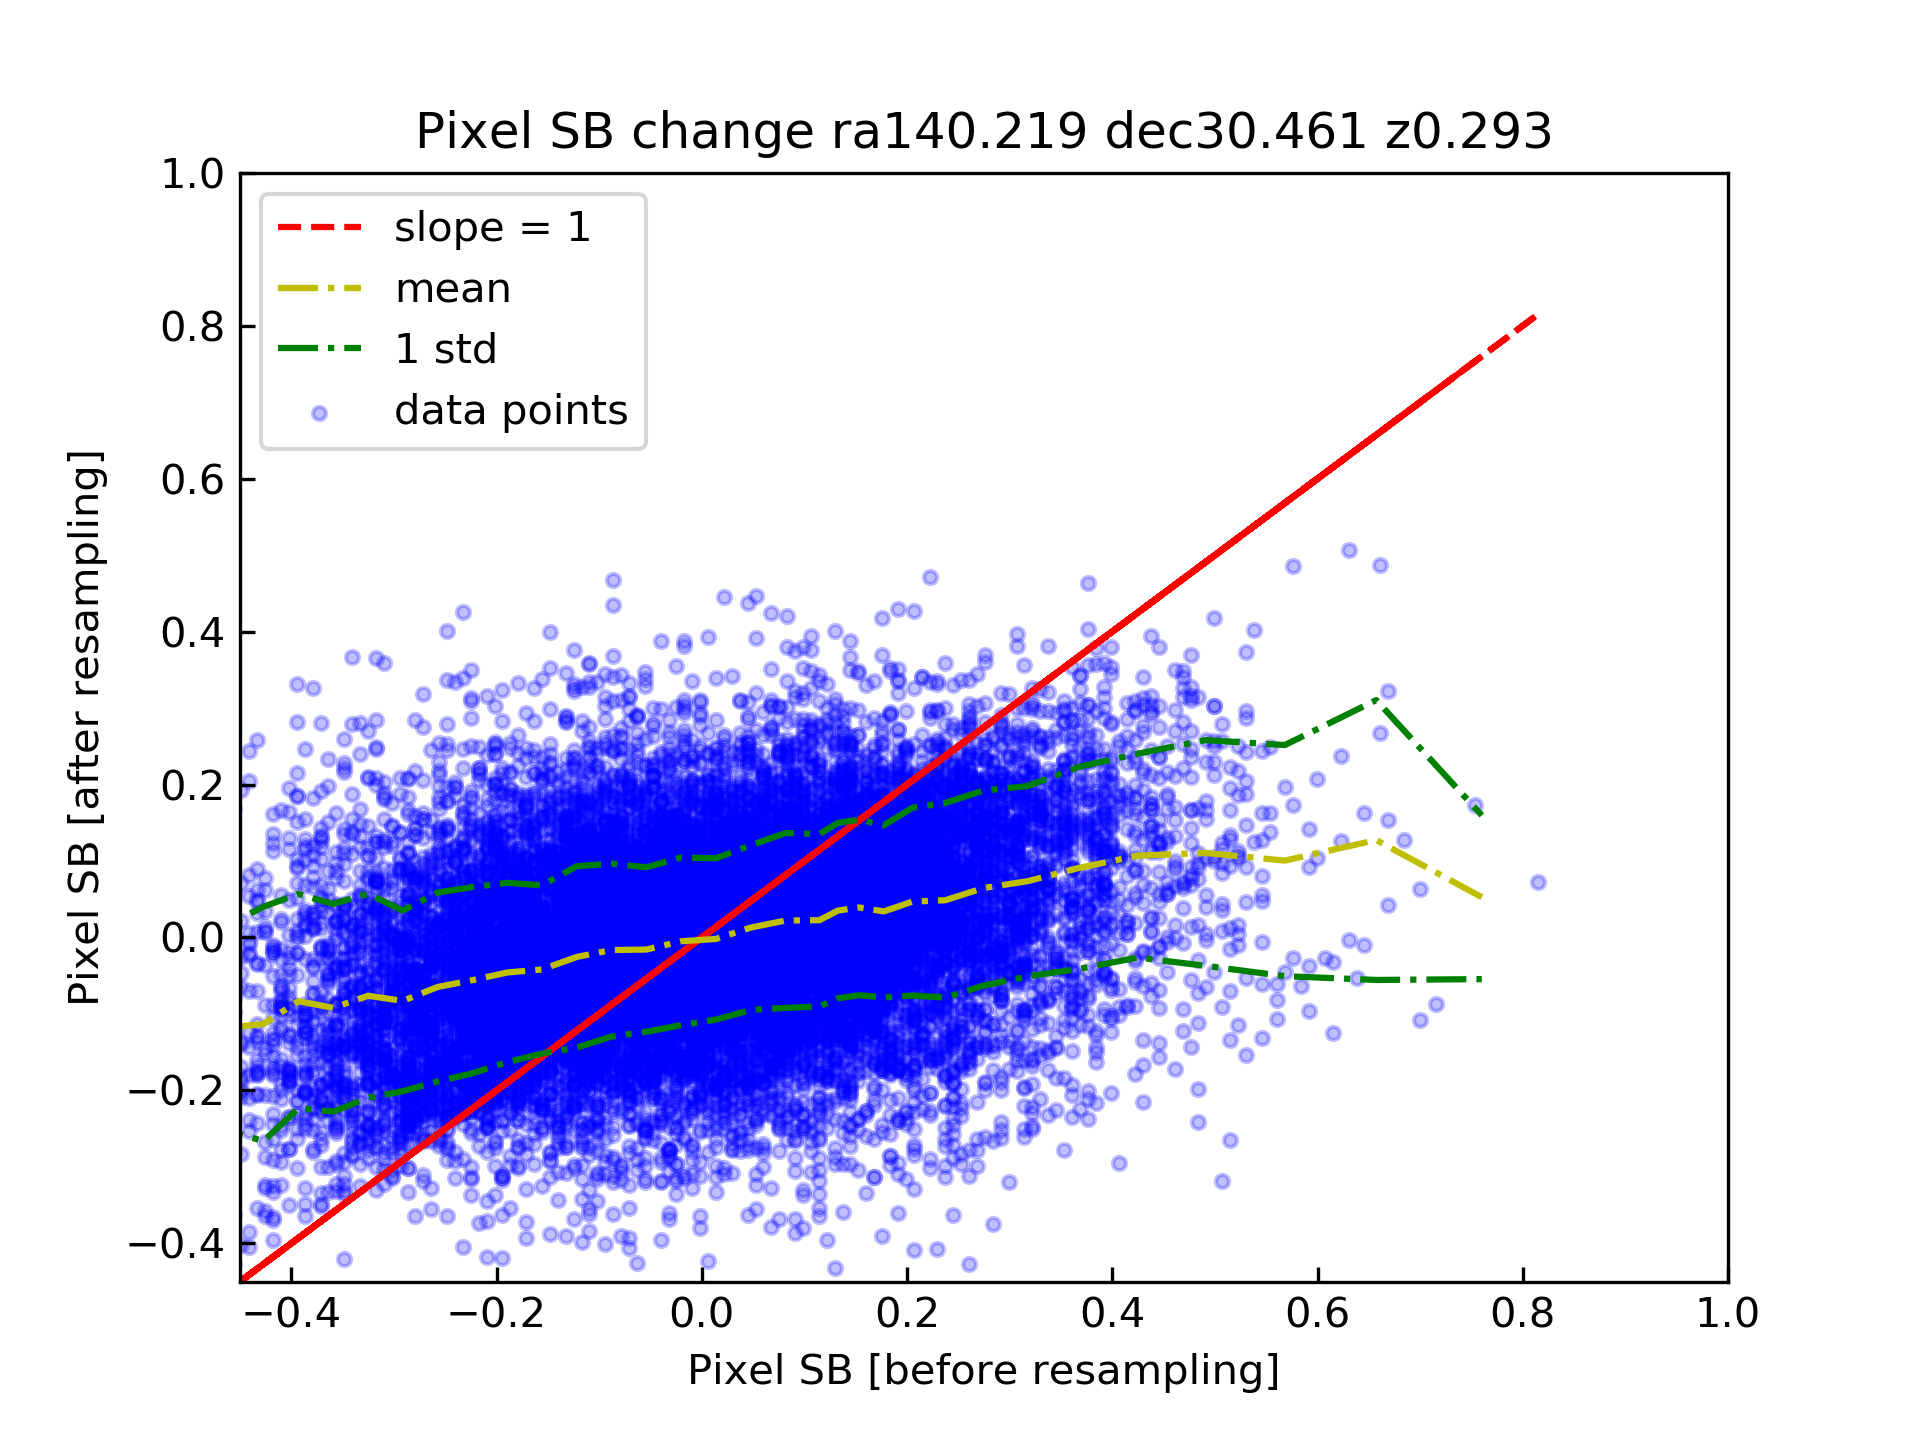 Pixel SB change ra140.219 dec30.461 z0.293
slope = 1
mean
1 std
data points
Pixel SB [after resampling]
1.0
0.8
0.6
0.4
0.2
0.0
−0.2
−0.4
−0.4 −0.2 0.0 0.2 0.4 0.6 0.8 1.0
Pixel SB [before resampling]